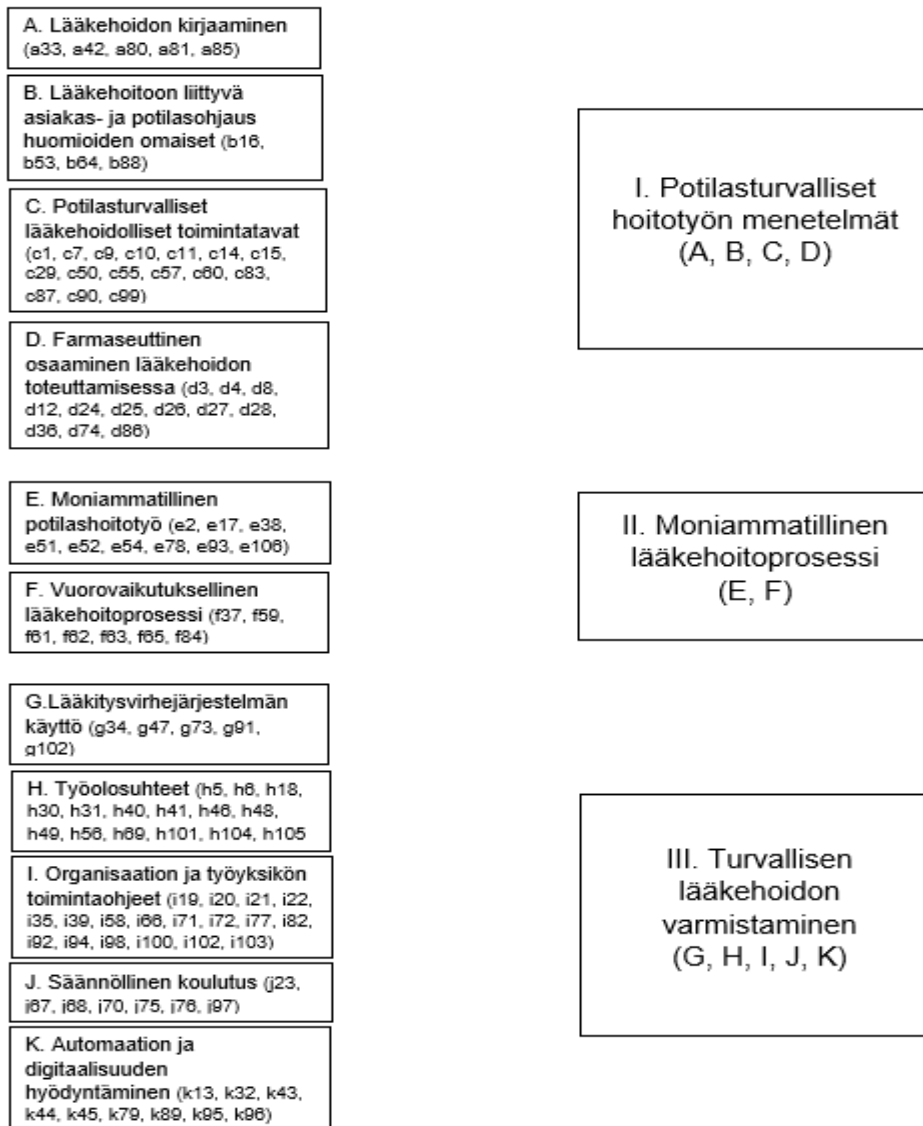 A. Lääkehoidon kirjaaminen
(a33, a42, a80, a81, a85)
B. Lääkehoitoon liittyvä
asiakas- ja potilasohjaus
huomioiden omaiset (b16,
b53, b64, b88)
C. Potilasturvalliset
lääkehoidolliset toimintatavat
(c1, c7, c9, c10, c11, c14, c15,
c29, c50, c55, c57, c60, c83,
c87, c90, c99)
D. Farmaseuttinen
osaaminen lääkehoidon
toteuttamisessa (d3, d4, d8,
d12, d24, d25, d26, d27, d28,
d36, d74, d86)
I. Potilasturvalliset
hoitotyön menetelmät
(A, B, C, D)
E. Moniammatillinen
potilashoitotyö (e2, e17, e38,
e51, e52, e54, e78, e93, e106)
F. Vuorovaikutuksellinen
lääkehoitoprosessi (f37, f59,
f61, f62, f63, f65, f84)
II. Moniammatillinen
lääkehoitoprosessi
(E, F)
G.Lääkitysvirhejärjestelmän
käyttö (g34, g47, g73, g91,
g102)
H. Työolosuhteet (h5, h6, h18,
h30, h31, h40, h41, h46, h48,
h49, h56, h69, h101, h104, h105
I. Organisaation ja työyksikön
toimintaohjeet (i19, i20, i21, i22,
i35, i39, i58, i66, i71, i72, i77, i82,
i92, i94, i98, i100, i102, i103)
J. Säännöllinen koulutus (j23,
j67, j68, j70, j75, j76, j97)
K. Automaation ja
digitaalisuuden
hyödyntäminen (k13, k32, k43,
k44, k45, k79, k89, k95, k96)
III. Turvallisen
lääkehoidon
varmistaminen
(G, H, I, J, K)